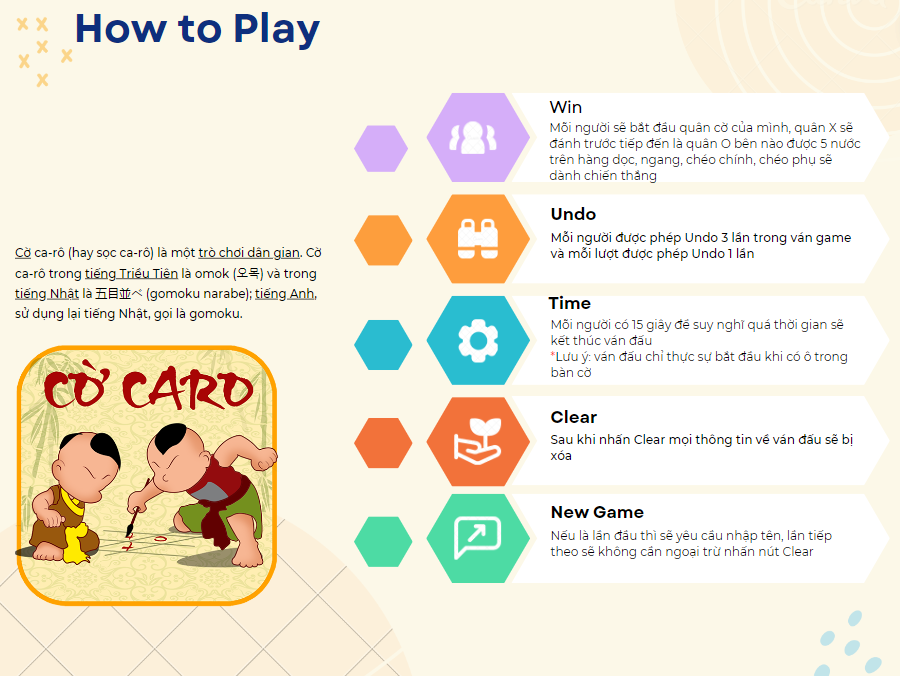 How to Play
Cờ ca-rô (hay sọc ca-rô) là một trò chơi dân gian. Cờ
ca-rô trong tiếng Triều Tiên là omok (오목) và trong
tiếng Nhật là 五目並べ (gomoku narabe); tiếng Anh,
sử dụng lại tiếng Nhật, gọi là gomoku.
CỜ CARO
Win
Mỗi người sẽ bắt đầu quân cờ của mình, quân X sẽ
đánh trước tiếp đến là quân O bên nào được 5 nước
trên hàng dọc, ngang, chéo chính, chéo phụ sẽ
dành chiến thắng
Undo
Mỗi người được phép Undo 3 lần trong ván game
và mỗi lượt được phép Undo 1 lần
Time
Mỗi người có 15 giây để suy nghĩ quá thời gian sẽ
kết thúc ván đấu
*Lưu ý: ván đấu chỉ thực sự bắt đầu khi có ô trong
bàn cờ
Clear
Sau khi nhấn Clear mọi thông tin về ván đấu sẽ bị
xóa
New Game
Nếu là lần đầu thì sẽ yêu cầu nhập tên, lần tiếp
theo sẽ không cần ngoại trừ nhấn nút Clear